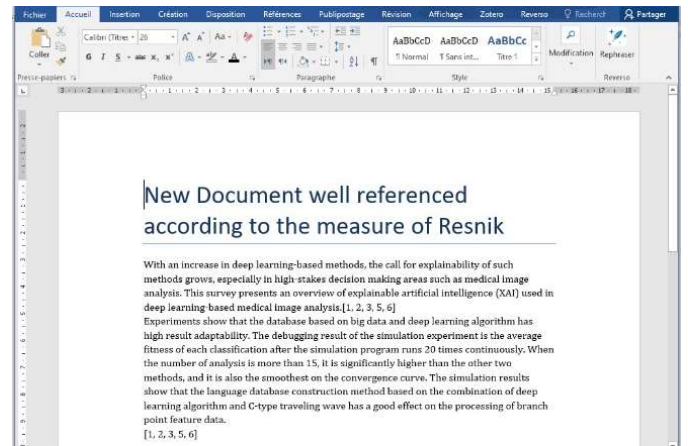 Fichier Accueil Insertion Création Disposition Références Publipostage Révision Affichage Zotero Reverso Recherch Partager
Coller
Calibri (Titre: 26 A A Aa
G I S abc x, x² A A
AaBbCcD AaBbCcD AaBbCc
¶ Normal ¶ Sans int... Titre 1
Modification Rephraser
Presse-papiers Police Paragraphe Style Reverso
New Document well referenced
according to the measure of Resnik
With an increase in deep learning-based methods, the call for explainability of such
methods grows, especially in high-stakes decision making areas such as medical image
analysis. This survey presents an overview of explainable artificial intelligence (XAI) used in
deep learning-based medical image analysis.[1, 2, 3, 5, 6]
Experiments show that the database based on big data and deep learning algorithm has
high result adaptability. The debugging result of the simulation experiment is the average
fitness of each classification after the simulation program runs 20 times continuously. When
the number of analysis is more than 15, it is significantly higher than the other two
methods, and it is also the smoothest on the convergence curve. The simulation results
show that the language database construction method based on the combination of deep
learning algorithm and C-type traveling wave has a good effect on the processing of branch
point feature data.
[1, 2, 3, 5, 6]